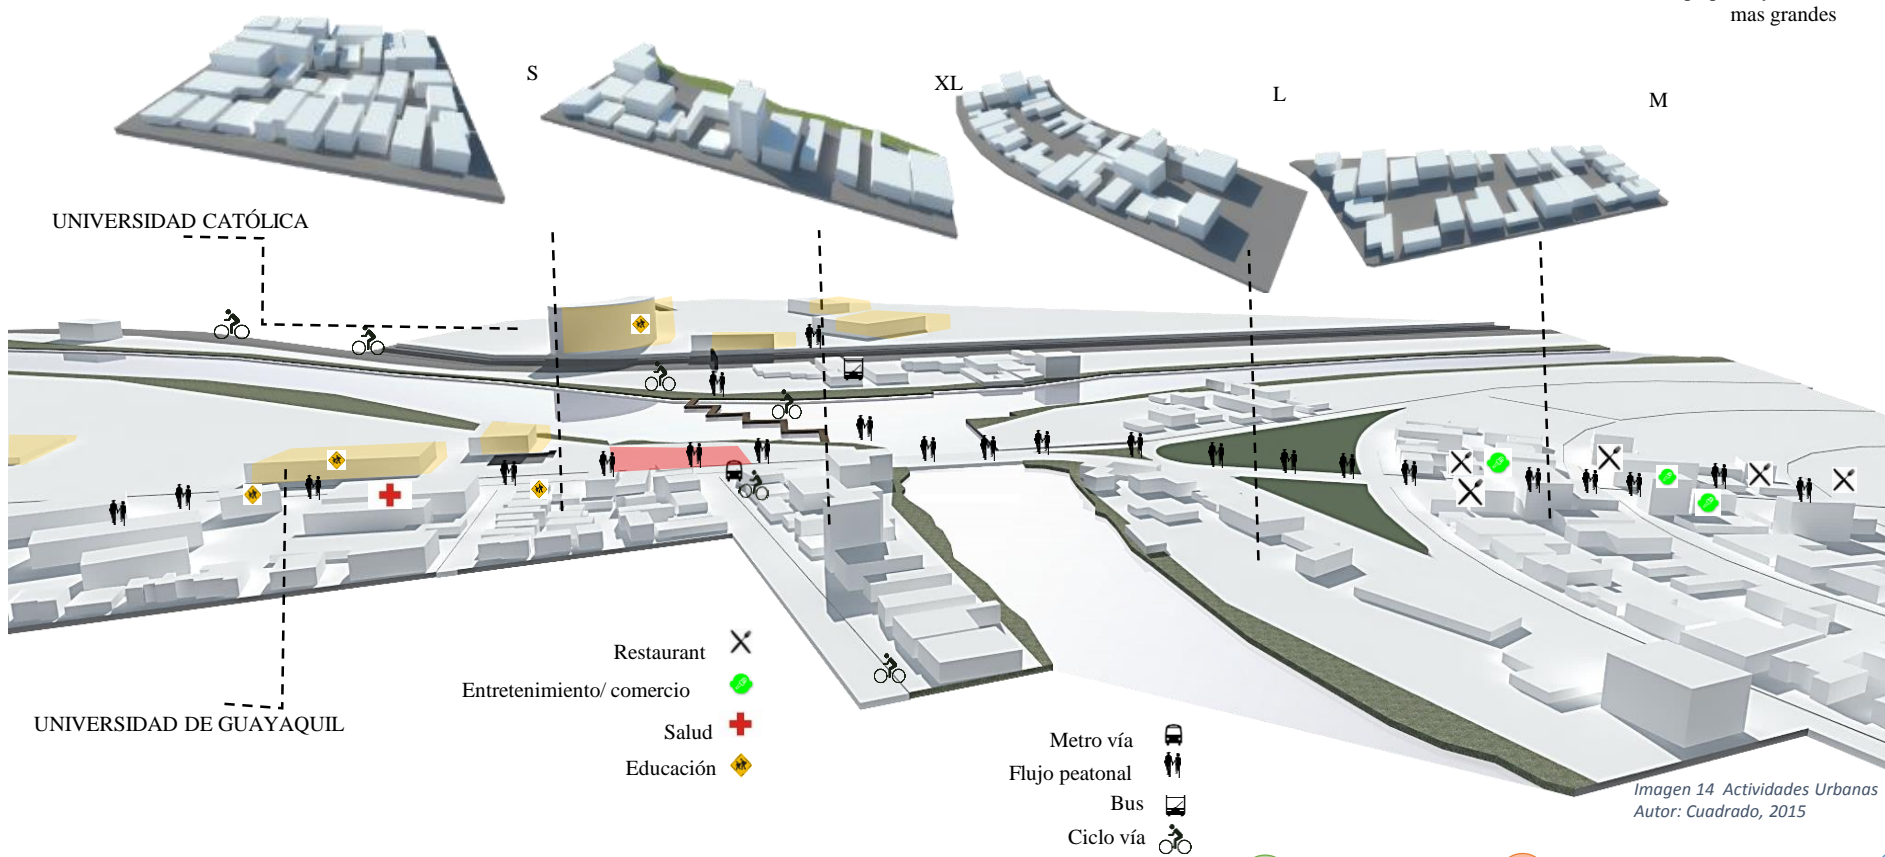 mas grandes
S
XL
L
M
UNIVERSIDAD CATÓLICA
UNIVERSIDAD DE GUAYAQUIL
Restaurant
Entretenimiento/ comercio
Salud
Educación
Metro vía
Flujo peatonal
Bus
Ciclo vía
Imagen 14 Actividades Urbanas
Autor: Cuadrado, 2015